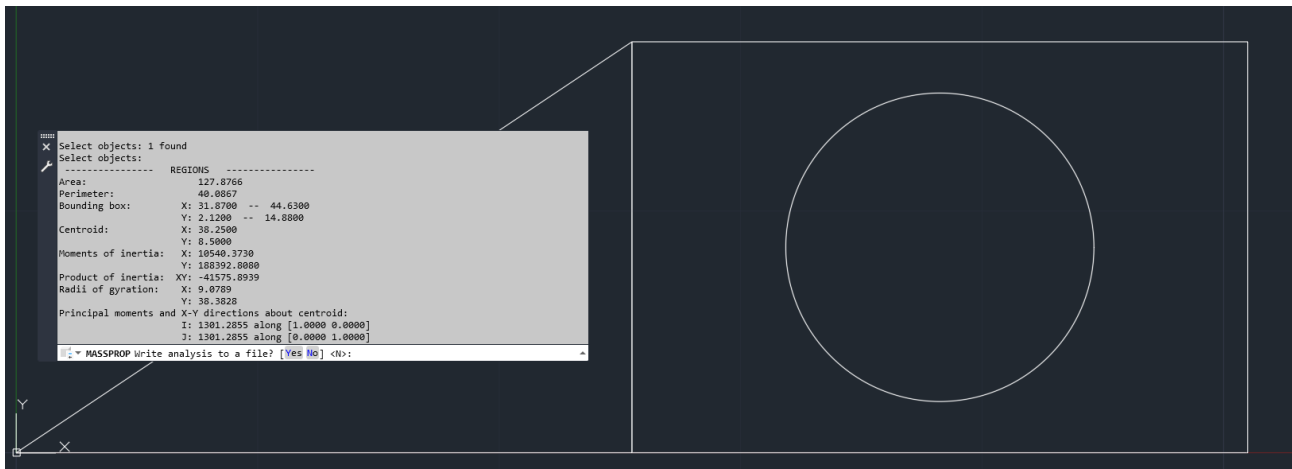 Select objects: 1 found
Select objects:
---------------- REGIONS ----------------
Area: 127.8766
Perimeter: 40.0867
Bounding box: X: 31.8700 -- 44.6300
Y: 2.1200 -- 14.8800
Centroid: X: 38.2500
Y: 8.5000
Moments of inertia: X: 10540.3730
Y: 188392.8080
Product of inertia: XY: -41575.8939
Radii of gyration: X: 9.0789
Y: 38.3828
Principal moments and X-Y directions about centroid:
I: 1301.2855 along [1.0000 0.0000]
J: 1301.2855 along [0.0000 1.0000]
MASSPROP Write analysis to a file? [Yes No] <N>:
Y
X